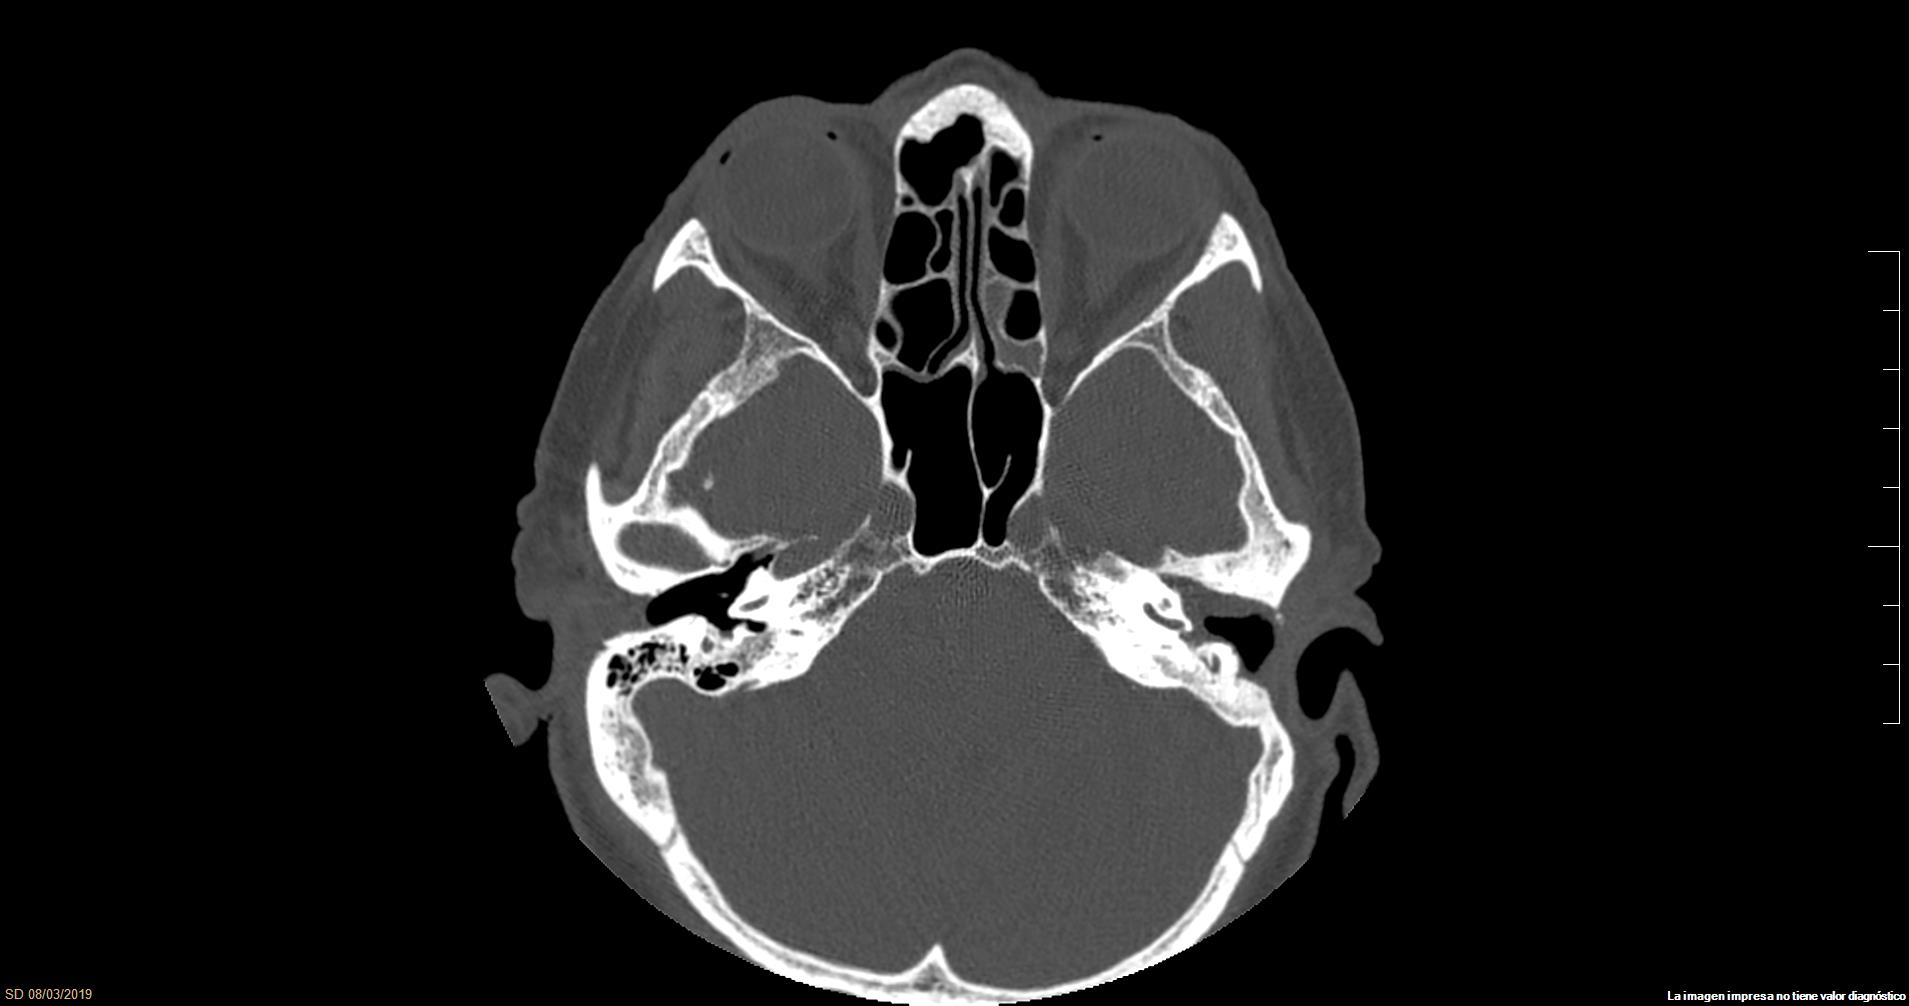 SD 08/03/2019
La imagen impresa no tiene valor diagnóstico